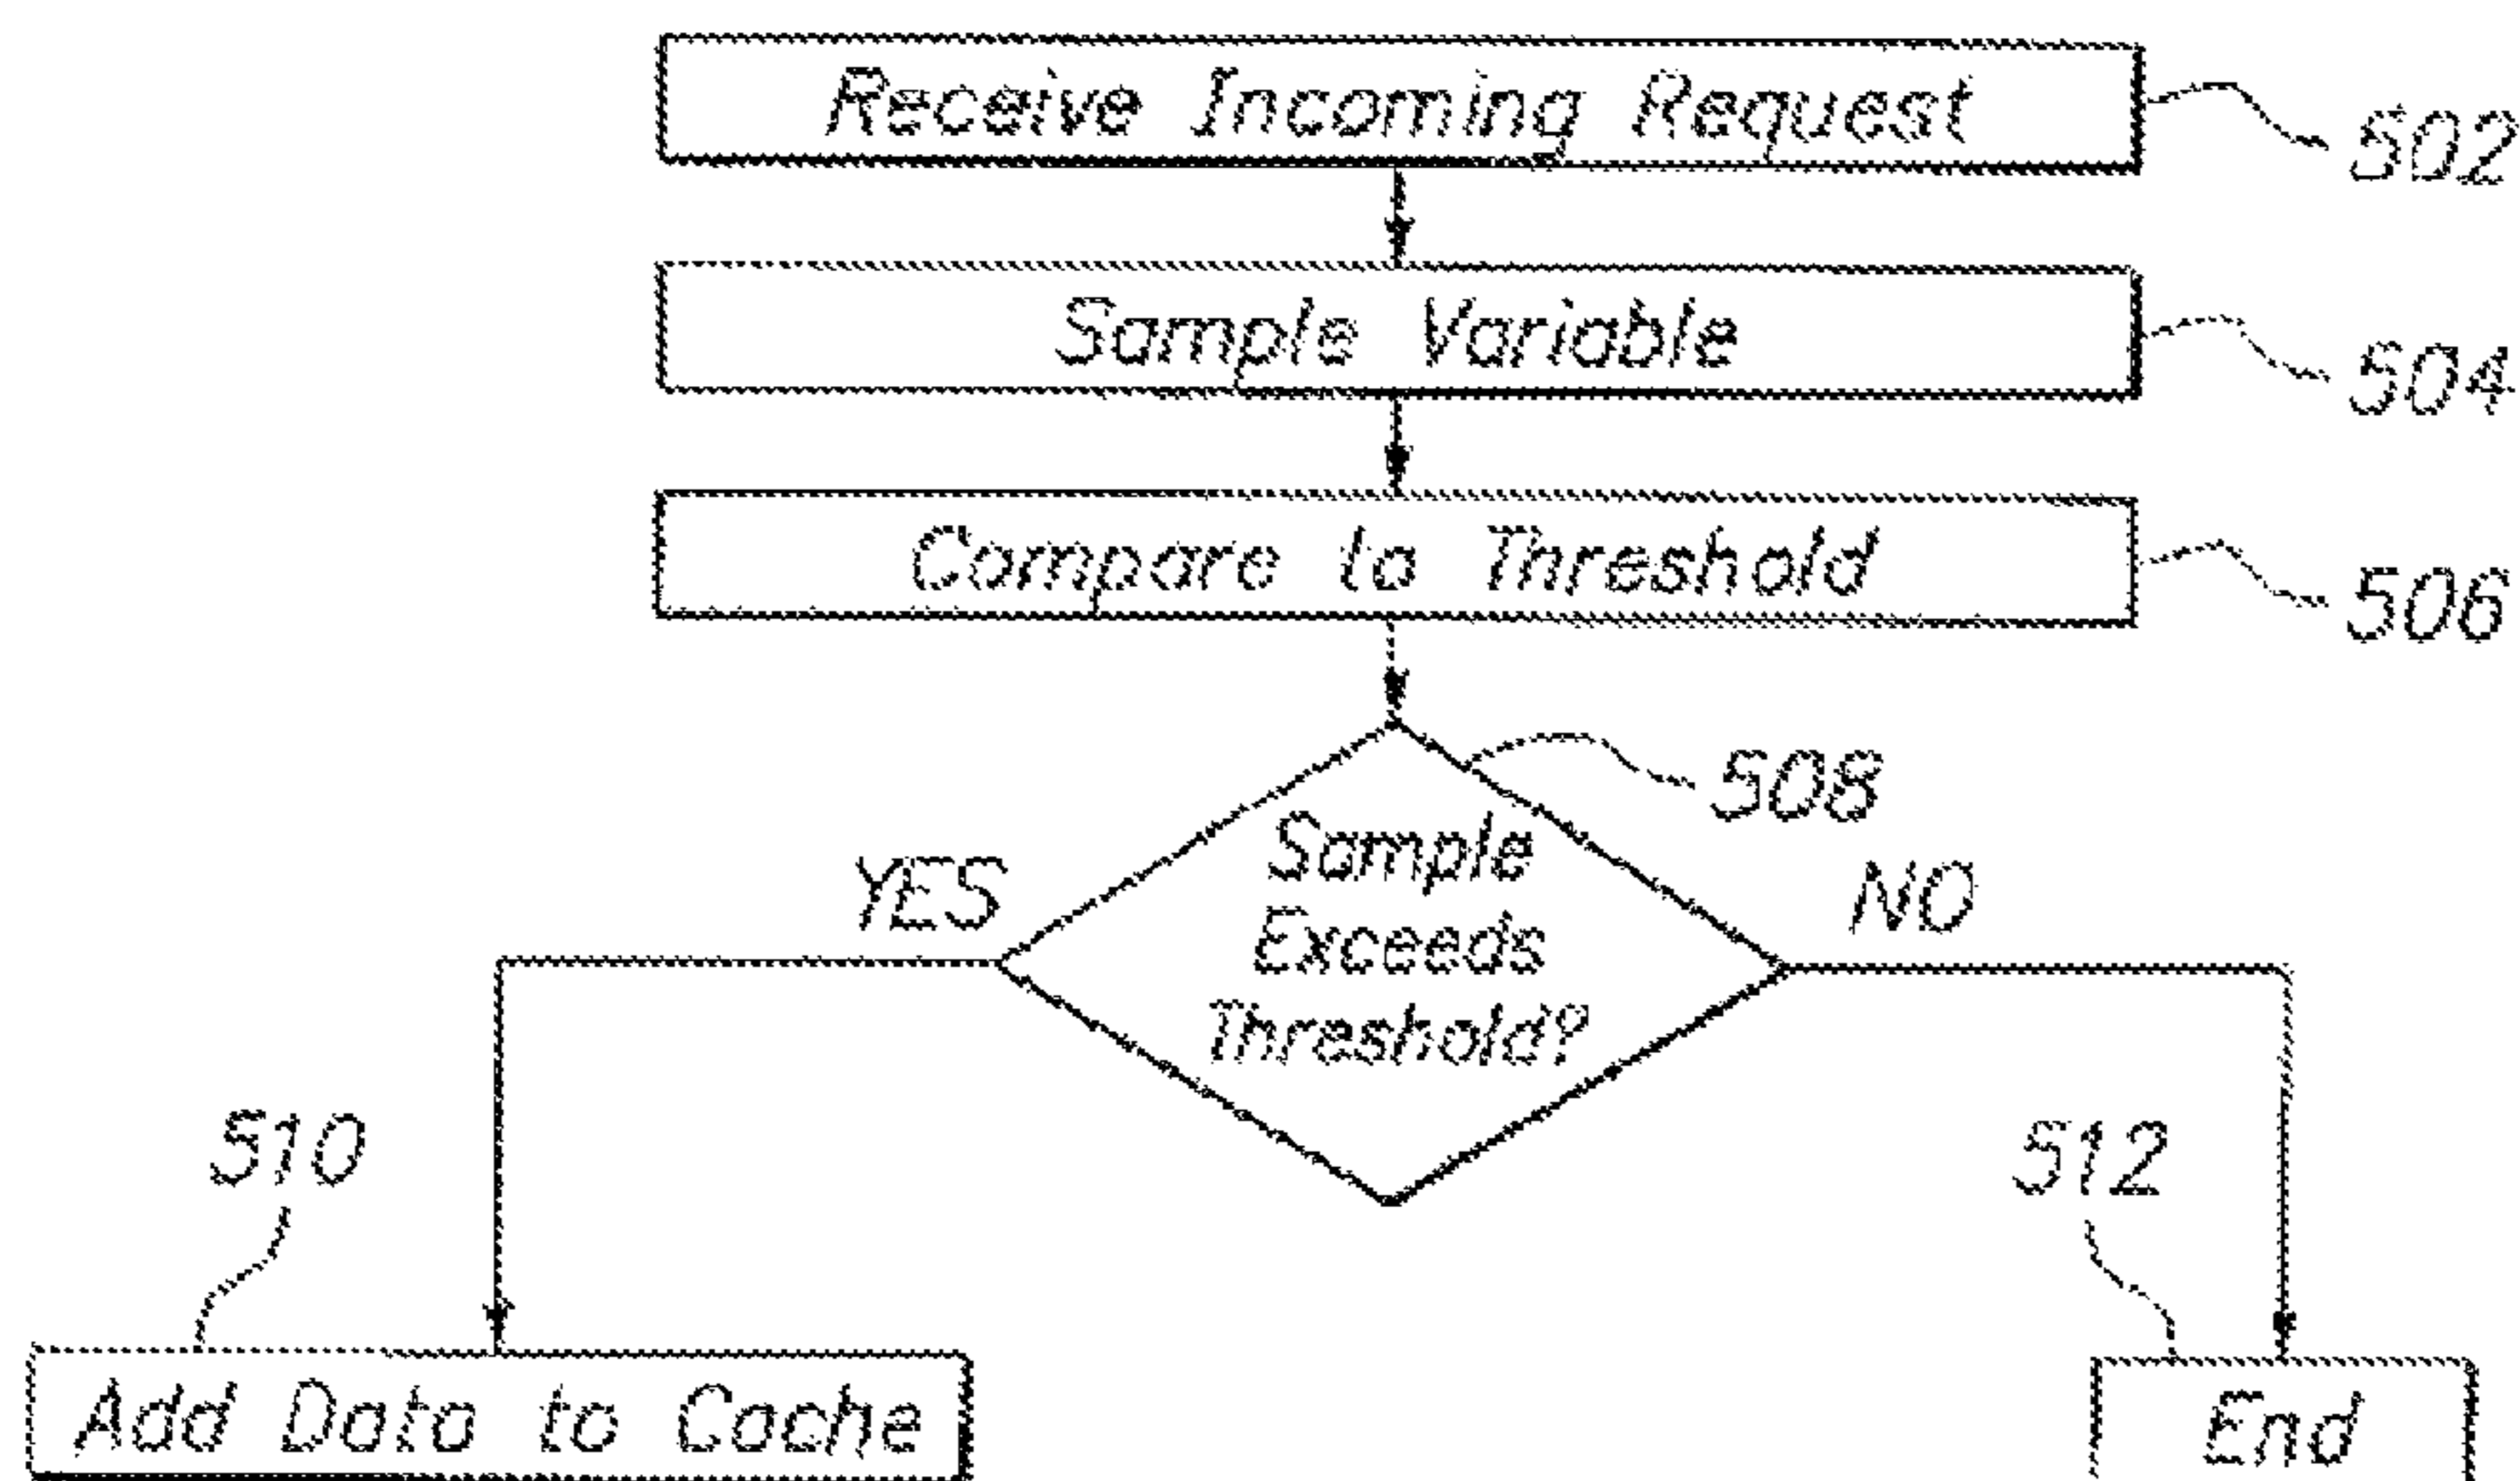 Receive Incoming Request
502
Sample Variable
504
Compare to Threshold
506
508
Sample
Exceeds
Threshold?
YES
NO
510
512
Add Data to Cache
End